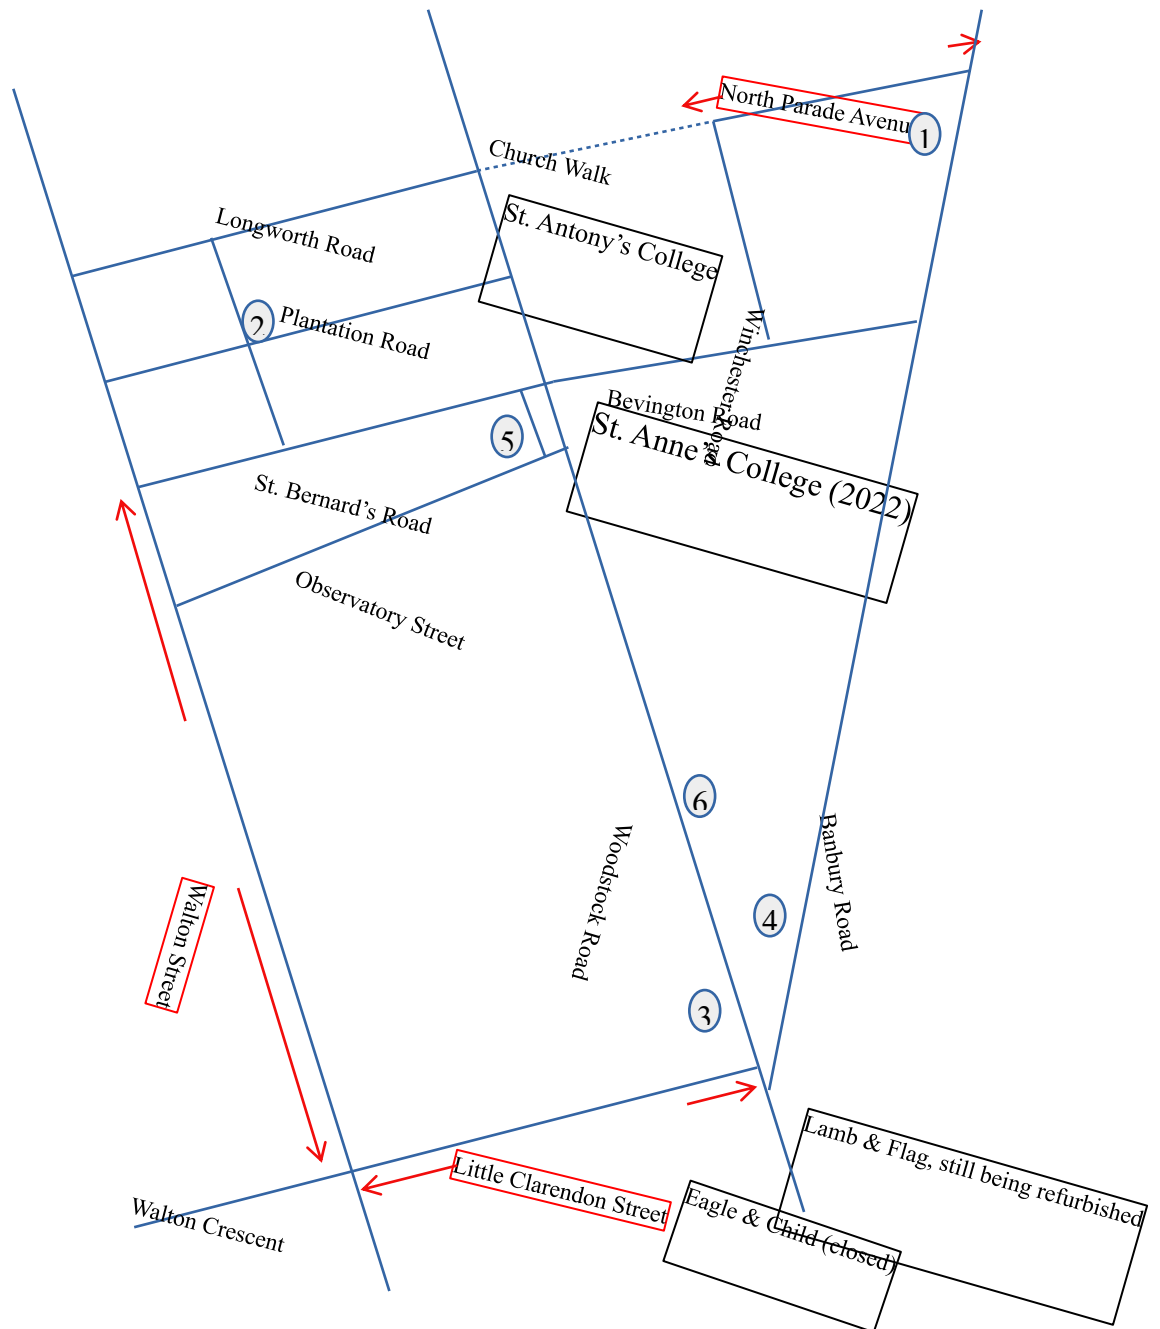 North Parade Avenu
1
Church Walk
St. Antony’s College
Longworth Road
2
Plantation Road
Winchester Road
Bevington Road
5
St. Anne’s College (2022)
St. Bernard’s Road
Observatory Street
6
Woodstock Road
Banbury Road
Walton Street
4
3
Lamb & Flag, still being refurbished
Little Clarendon Street
Eagle & Child (closed)
Walton Crescent